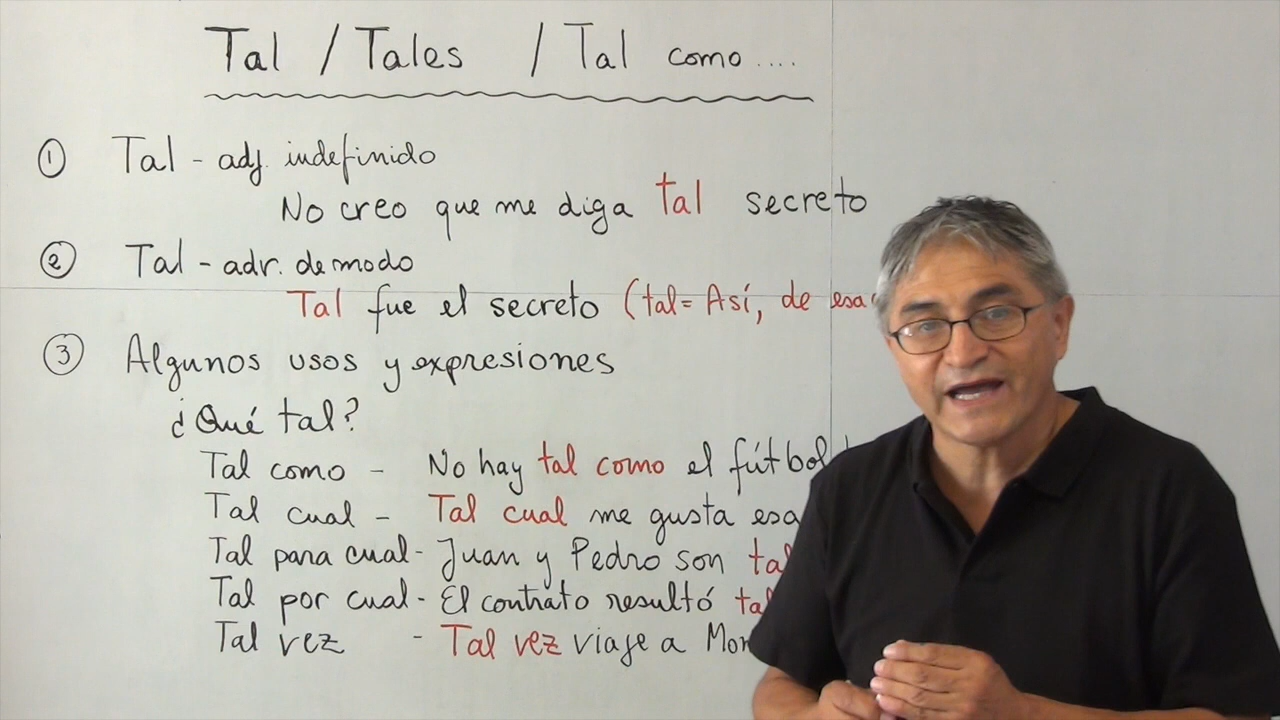 Tal / Tales / Tal como ....
① Tal - adj. indefinido
No creo que me diga tal secreto
② Tal - adv. de modo
Tal fue el secreto (tal = Así, de esa
③ Algunos usos y expresiones
¿Qué tal?
Tal como - No hay tal como el fútbol
Tal cual - Tal cual me gusta esa
Tal para cual - Juan y Pedro son
Tal por cual - El contrato resultó
Tal vez - Tal vez viaje a